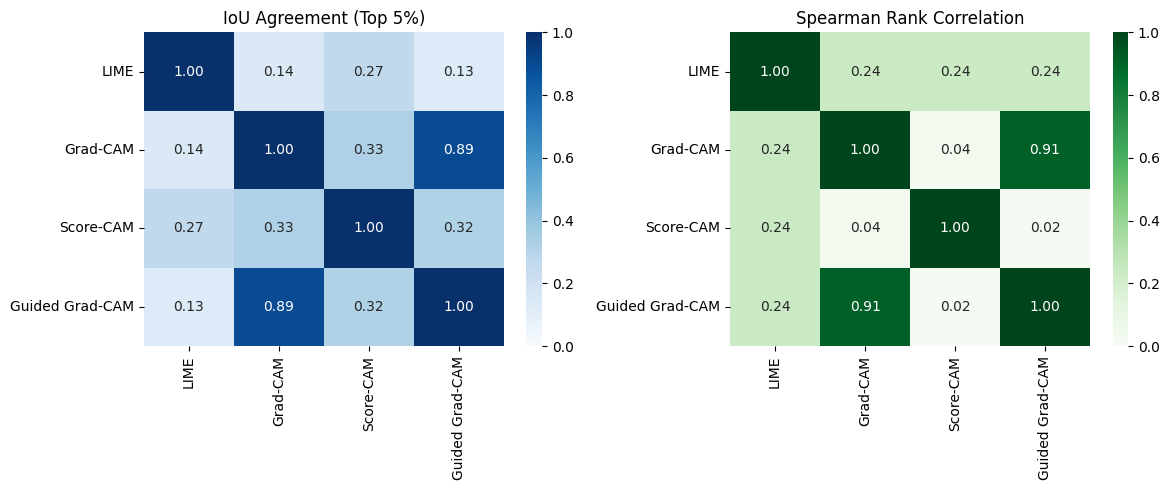 IoU Agreement (Top 5%)
LIME 1.00 0.14 0.27 0.13
Grad-CAM 0.14 1.00 0.33 0.89
Score-CAM 0.27 0.33 1.00 0.32
Guided Grad-CAM 0.13 0.89 0.32 1.00
LIME
Grad-CAM
Score-CAM
Guided Grad-CAM
1.0
0.8
0.6
0.4
0.2
0.0
Spearman Rank Correlation
LIME 1.00 0.24 0.24 0.24
Grad-CAM 0.24 1.00 0.04 0.91
Score-CAM 0.24 0.04 1.00 0.02
Guided Grad-CAM 0.24 0.91 0.02 1.00
LIME
Grad-CAM
Score-CAM
Guided Grad-CAM
1.0
0.8
0.6
0.4
0.2
0.0